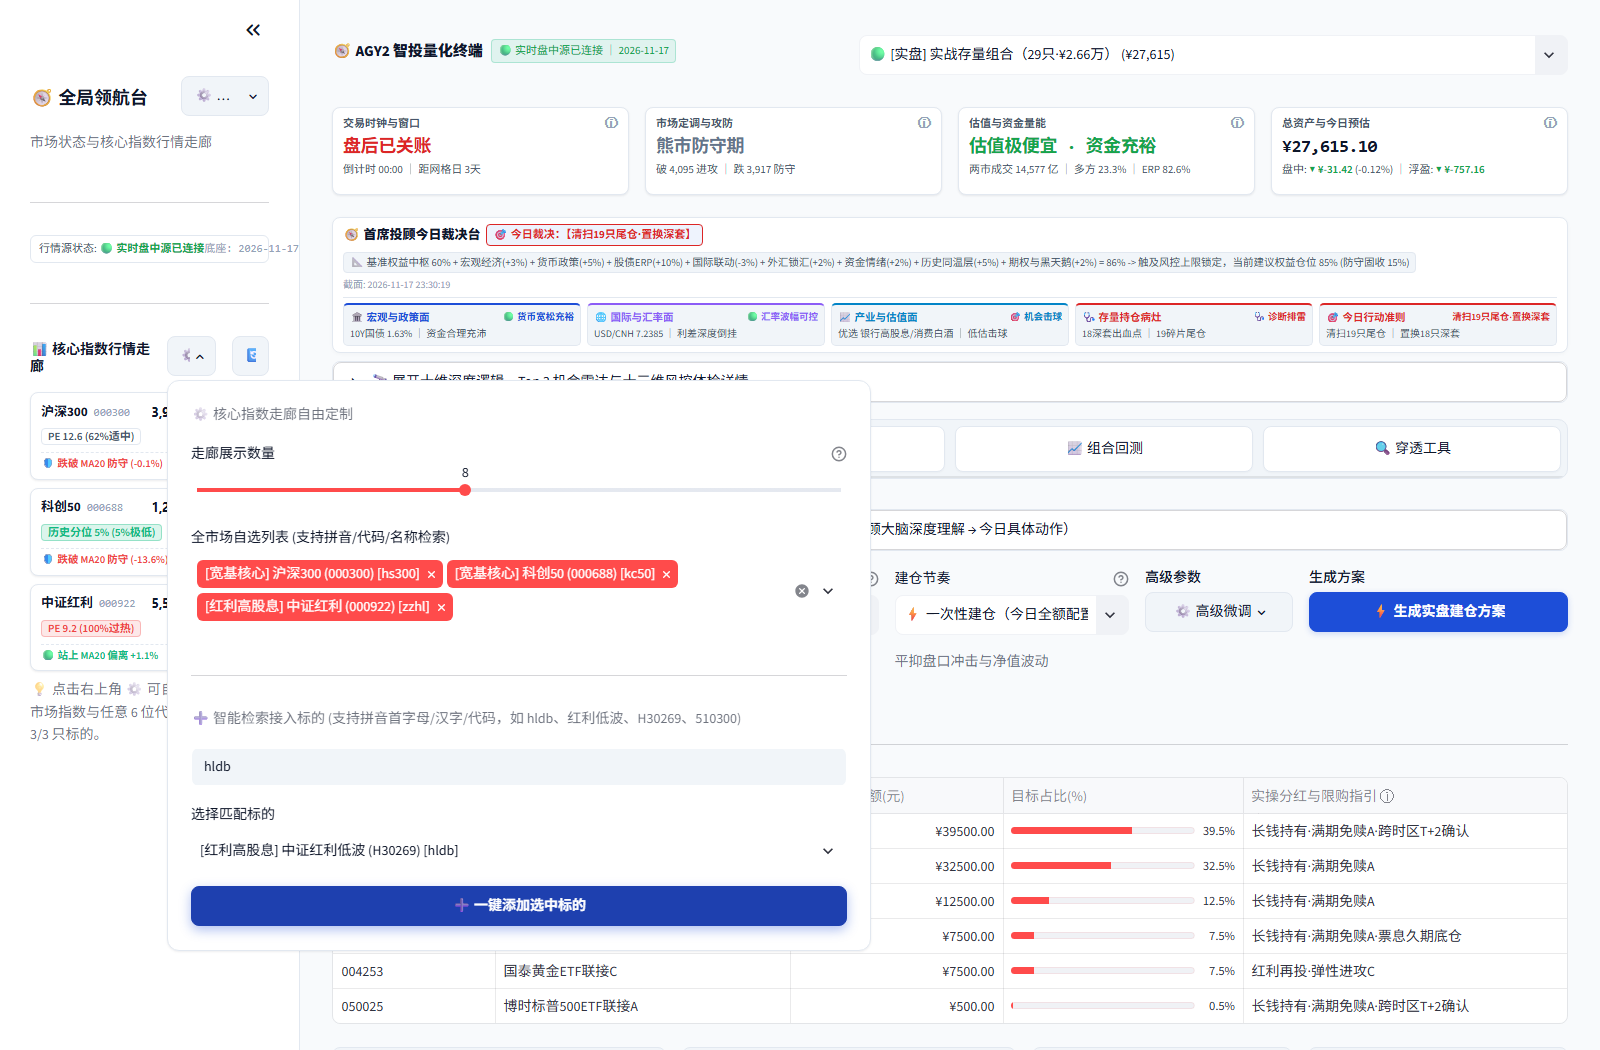 全局领航台
...
市场状态与核心指数行情走廊
行情源状态: 实时盘中源已连接底座: 2026-11-17
核心指数行情走廊
沪深300 000300
PE 12.6 (62%适中)
跌破 MA20 防守 (-0.1%)
科创50 000688
历史分位 5% (5%极低)
跌破 MA20 防守 (-13.6%)
中证红利 000922
PE 9.2 (100%过热)
站上 MA20 偏离 +1.1%
点击右上角 可自
市场指数与任意 6 位代
3/3 只标的。
AGY2 智投量化终端
实时盘中源已连接 | 2026-11-17
[实盘] 实战存量组合（29只·¥2.66万） (¥27,615)
交易时钟与窗口
盘后已关账
倒计时 00:00 | 距网格日 3天
市场定调与攻防
熊市防守期
破 4,095 进攻 | 跌 3,917 防守
估值与资金量能
估值极便宜 · 资金充裕
两市成交 14,577 亿 | 多方 23.3% | ERP 82.6%
总资产与今日预估
¥27,615.10
盘中: ▼ ¥-31.42 (-0.12%) | 浮盈: ▼ ¥-757.16
首席投顾今日裁决台
今日裁决:【清扫19只尾仓·置换深套】
基准权益中枢 60% + 宏观经济(+3%) + 货币政策(+5%) + 股债ERP(+10%) + 国际联动(-3%) + 外汇锁汇(+2%) + 资金情绪(+2%) + 历史同温层(+5%) + 期权与黑天鹅(+2%) = 86% -> 触及风控上限锁定，当前建议权益仓位 85% (防守固收 15%)
截面: 2026-11-17 23:30:19
宏观与政策面 货币宽松充裕
10Y国债 1.63% | 资金合理充沛
国际与汇率面 汇率波幅可控
USD/CNH 7.2385 | 利差深度倒挂
产业与估值面 机会击球
优选 银行高股息/消费白酒 | 低估击球
存量持仓病灶 诊断排雷
18深套出血点 | 19碎片尾仓
今日行动准则 清扫19只尾仓·置换深套
清扫19只尾仓 | 置换18只深套
组合回测
穿透工具
顾大脑深度理解 → 今日具体动作）
核心指数走廊自由定制
走廊展示数量
8
全市场自选列表 (支持拼音/代码/名称检索)
[宽基核心] 沪深300 (000300) [hs300] ×
[宽基核心] 科创50 (000688) [kc50] ×
[红利高股息] 中证红利 (000922) [zzhl] ×
智能检索接入标的 (支持拼音首字母/汉字/代码，如 hldb、红利低波、H30269、510300)
hldb
选择匹配标的
[红利高股息] 中证红利低波 (H30269) [hldb]
一键添加选中标的
建仓节奏
一次性建仓（今日全额配置
平抑盘口冲击与净值波动
高级参数
高级微调
生成方案
生成实盘建仓方案
额(元) 目标占比(%) 实操分红与限购指引
¥39500.00 39.5% 长钱持有·满期免赎A·跨时区T+2确认
¥32500.00 32.5% 长钱持有·满期免赎A
¥12500.00 12.5% 长钱持有·满期免赎A
¥7500.00 7.5% 长钱持有·满期免赎A·票息久期底仓
004253 国泰黄金ETF联接C ¥7500.00 7.5% 红利再投·弹性进攻C
050025 博时标普500ETF联接A ¥500.00 0.5% 长钱持有·满期免赎A·跨时区T+2确认